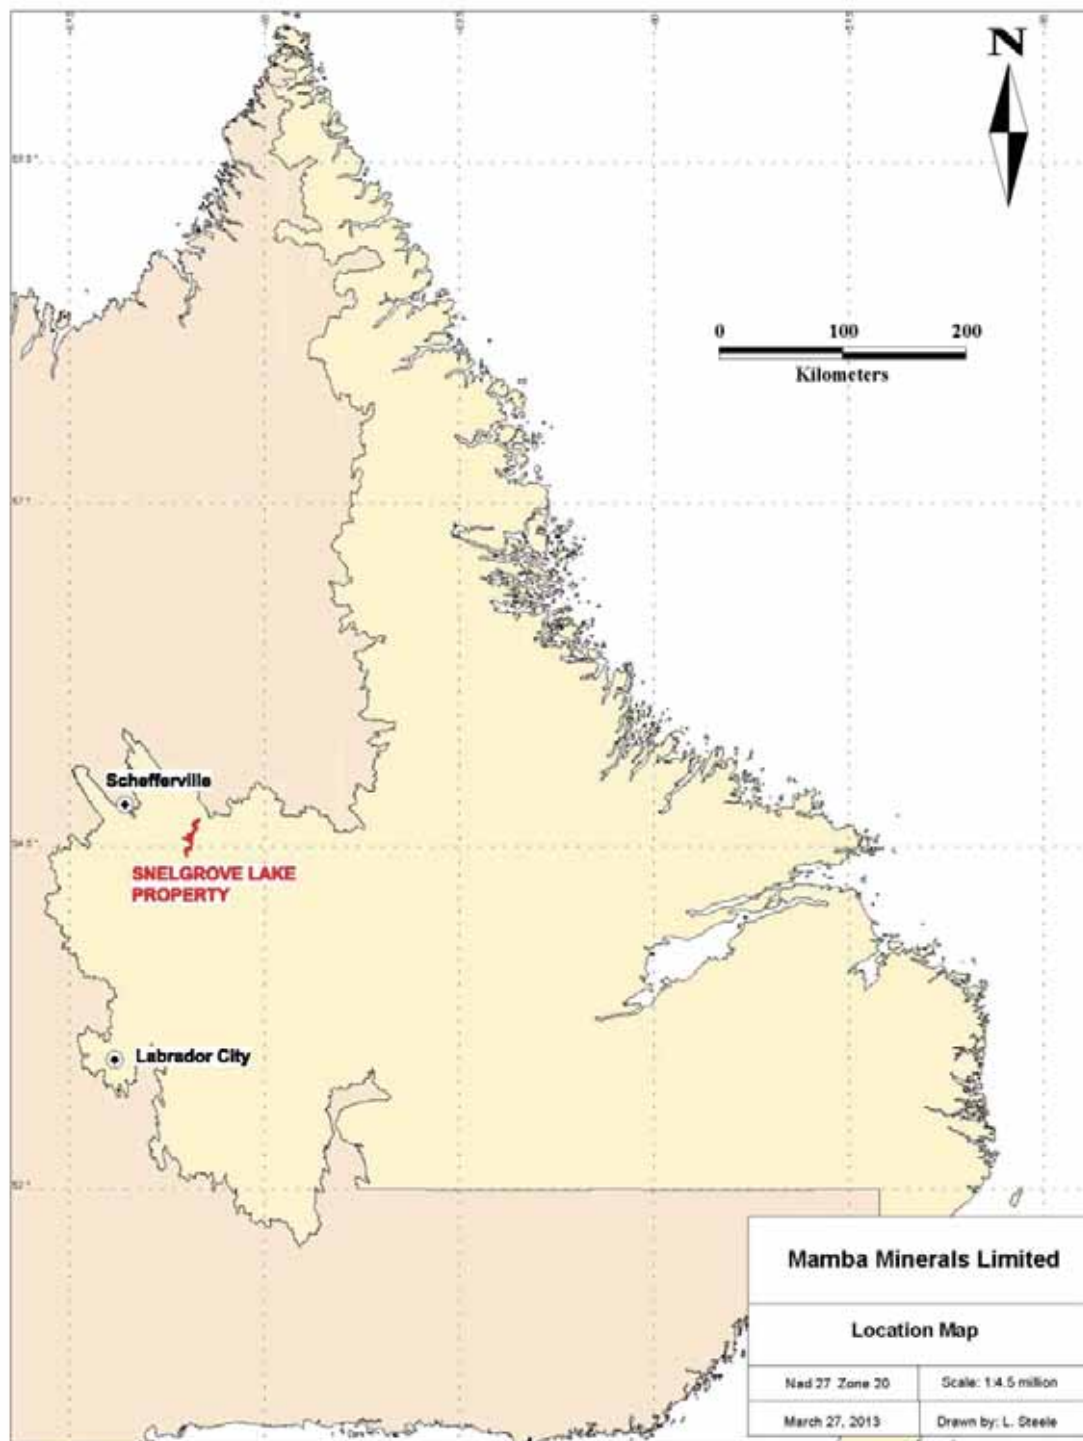 N
0 100 200
Kilometers
Schefferville
SNELGROVE LAKE
PROPERTY
Labrador City
52°
Mamba Minerals Limited
Location Map
Nad 27 Zone 20
Scale: 1:4.5 million
March 27, 2013
Drawn by: L. Steele